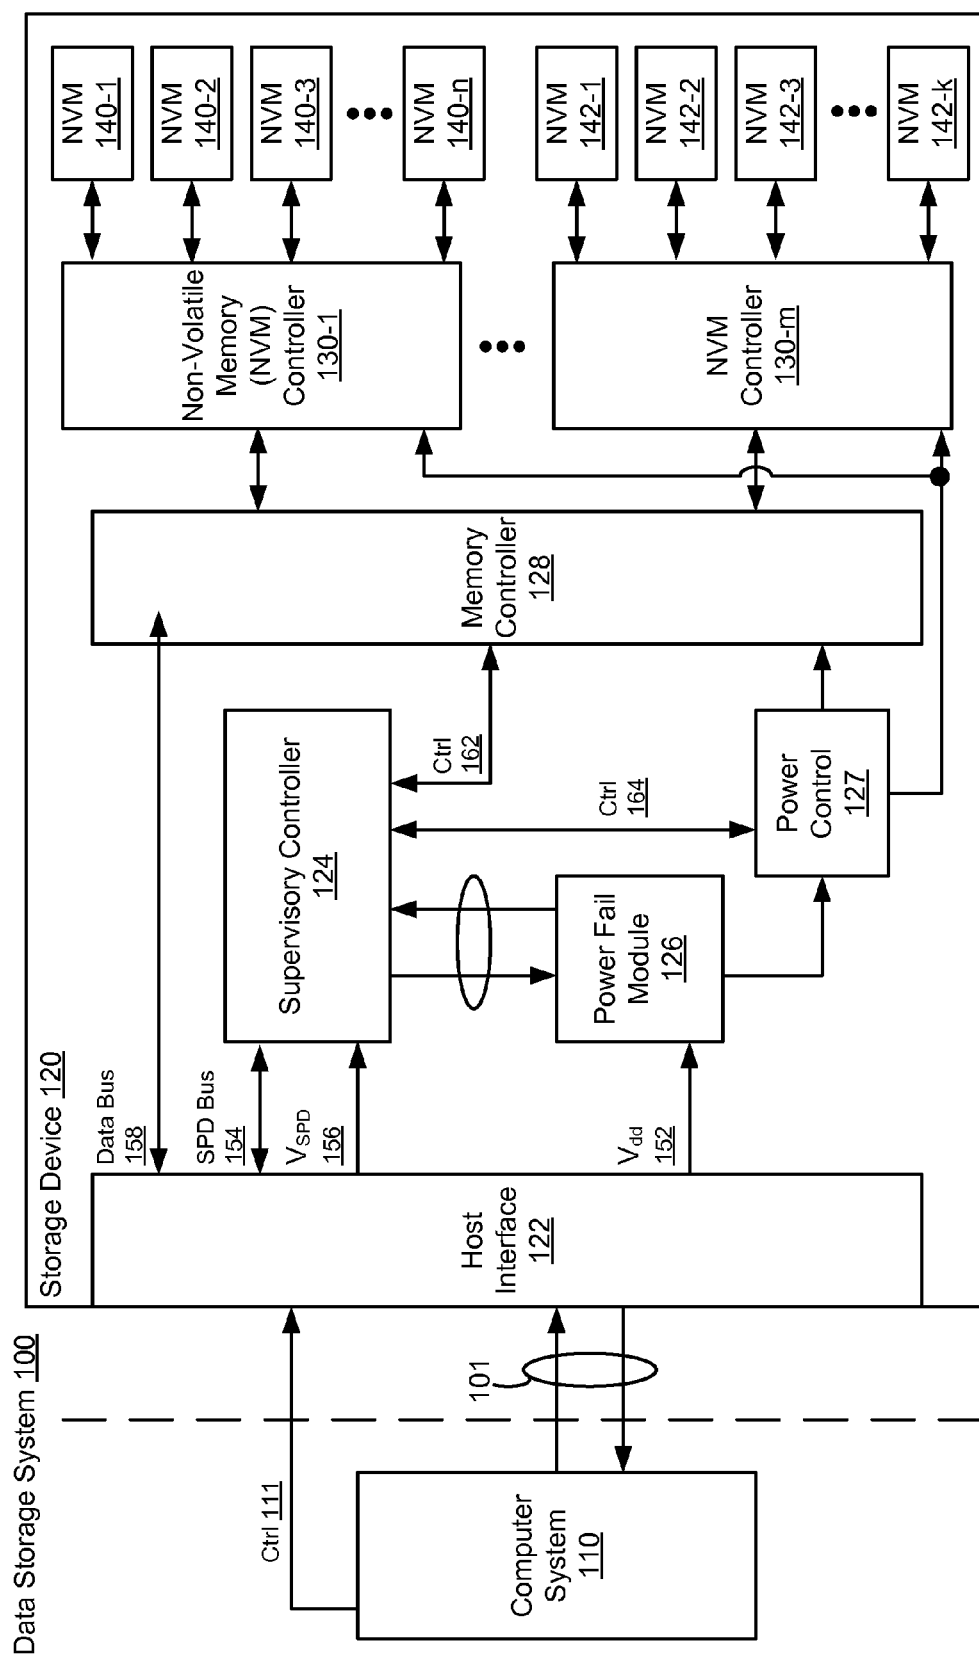 Data Storage System 100
Storage Device 120
Computer
System
110
Ctrl 111
101
Host
Interface
122
Data Bus
158
SPD Bus
154
VSPD
156
Vdd
152
Supervisory Controller
124
Power Fail
Module
126
Ctrl
162
Ctrl
164
Power
Control
127
Memory
Controller
128
Non-Volatile
Memory
(NVM)
Controller
130-1
NVM
Controller
130-m
NVM
140-1
NVM
140-2
NVM
140-3
NVM
140-n
NVM
142-1
NVM
142-2
NVM
142-3
NVM
142-k